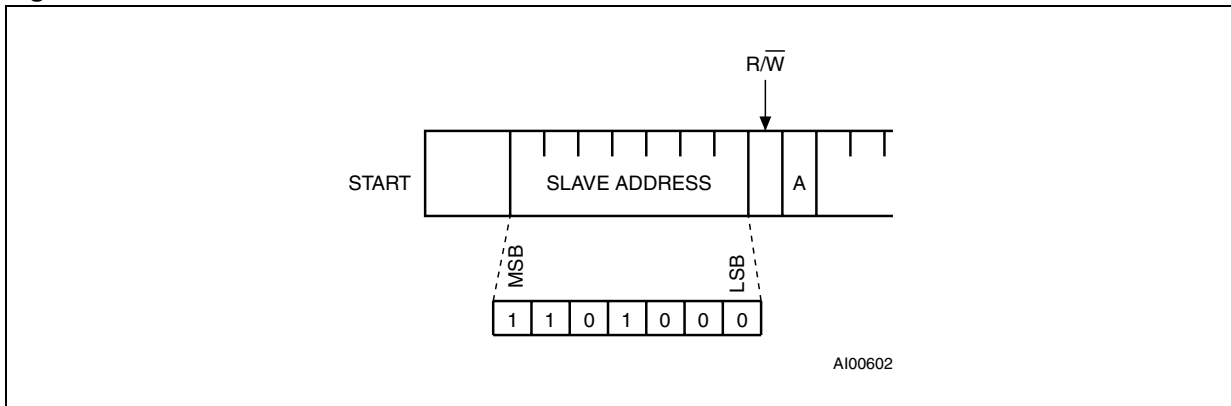 R/W̅
START
SLAVE ADDRESS
A
MSB
LSB
1 1 0 1 0 0 0
AI00602